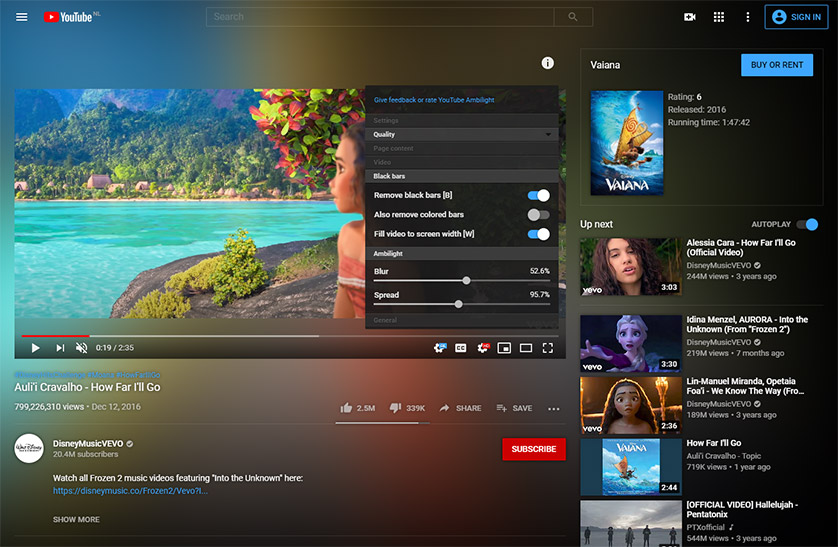 YouTube NL
Search
SIGN IN
Give feedback or rate YouTube Ambilight
Settings
Quality
Page content
Video
Black bars
Remove black bars [B]
Also remove colored bars
Fill video to screen width [W]
Ambilight
Blur
52.6%
Spread
95.7%
General
0:19 / 2:35
CC
Auli'i Cravalho - How Far I'll Go
799,226,310 views • Dec 12, 2016
2.5M
339K
SHARE
SAVE
WALT DISNEY
DisneyMusicVEVO
20.4M subscribers
SUBSCRIBE
Watch all Frozen 2 music videos featuring "Into the Unknown" here:
https://disneymusic.co/Frozen2/Vevo?I...
SHOW MORE
Vaiana
BUY OR RENT
VAIANA
Rating: 6
Released: 2016
Running time: 1:47:42
Up next
AUTOPLAY
vevo
3:03
Alessia Cara - How Far I'll Go
(Official Video)
DisneyMusicVEVO
244M views • 3 years ago
vevo
3:30
Idina Menzel, AURORA - Into the
Unknown (From "Frozen 2")
DisneyMusicVEVO
219M views • 7 months ago
vevo
2:36
Lin-Manuel Miranda, Opetaia
Foa'i - We Know The Way (Fro...
DisneyMusicVEVO
189M views • 3 years ago
VAIANA
2:44
How Far I'll Go
Auli'i Cravalho - Topic
719K views • 1 year ago
[OFFICIAL VIDEO] Hallelujah -
Pentatonix
PTXofficial
544M views • 3 years ago